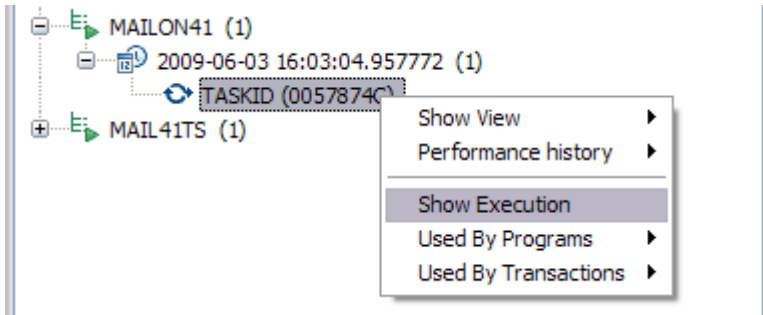 MAILON41 (1)
2009-06-03 16:03:04.957772 (1)
TASKID (0057874C)
MAIL41TS (1)
Show View
Performance history
Show Execution
Used By Programs
Used By Transactions